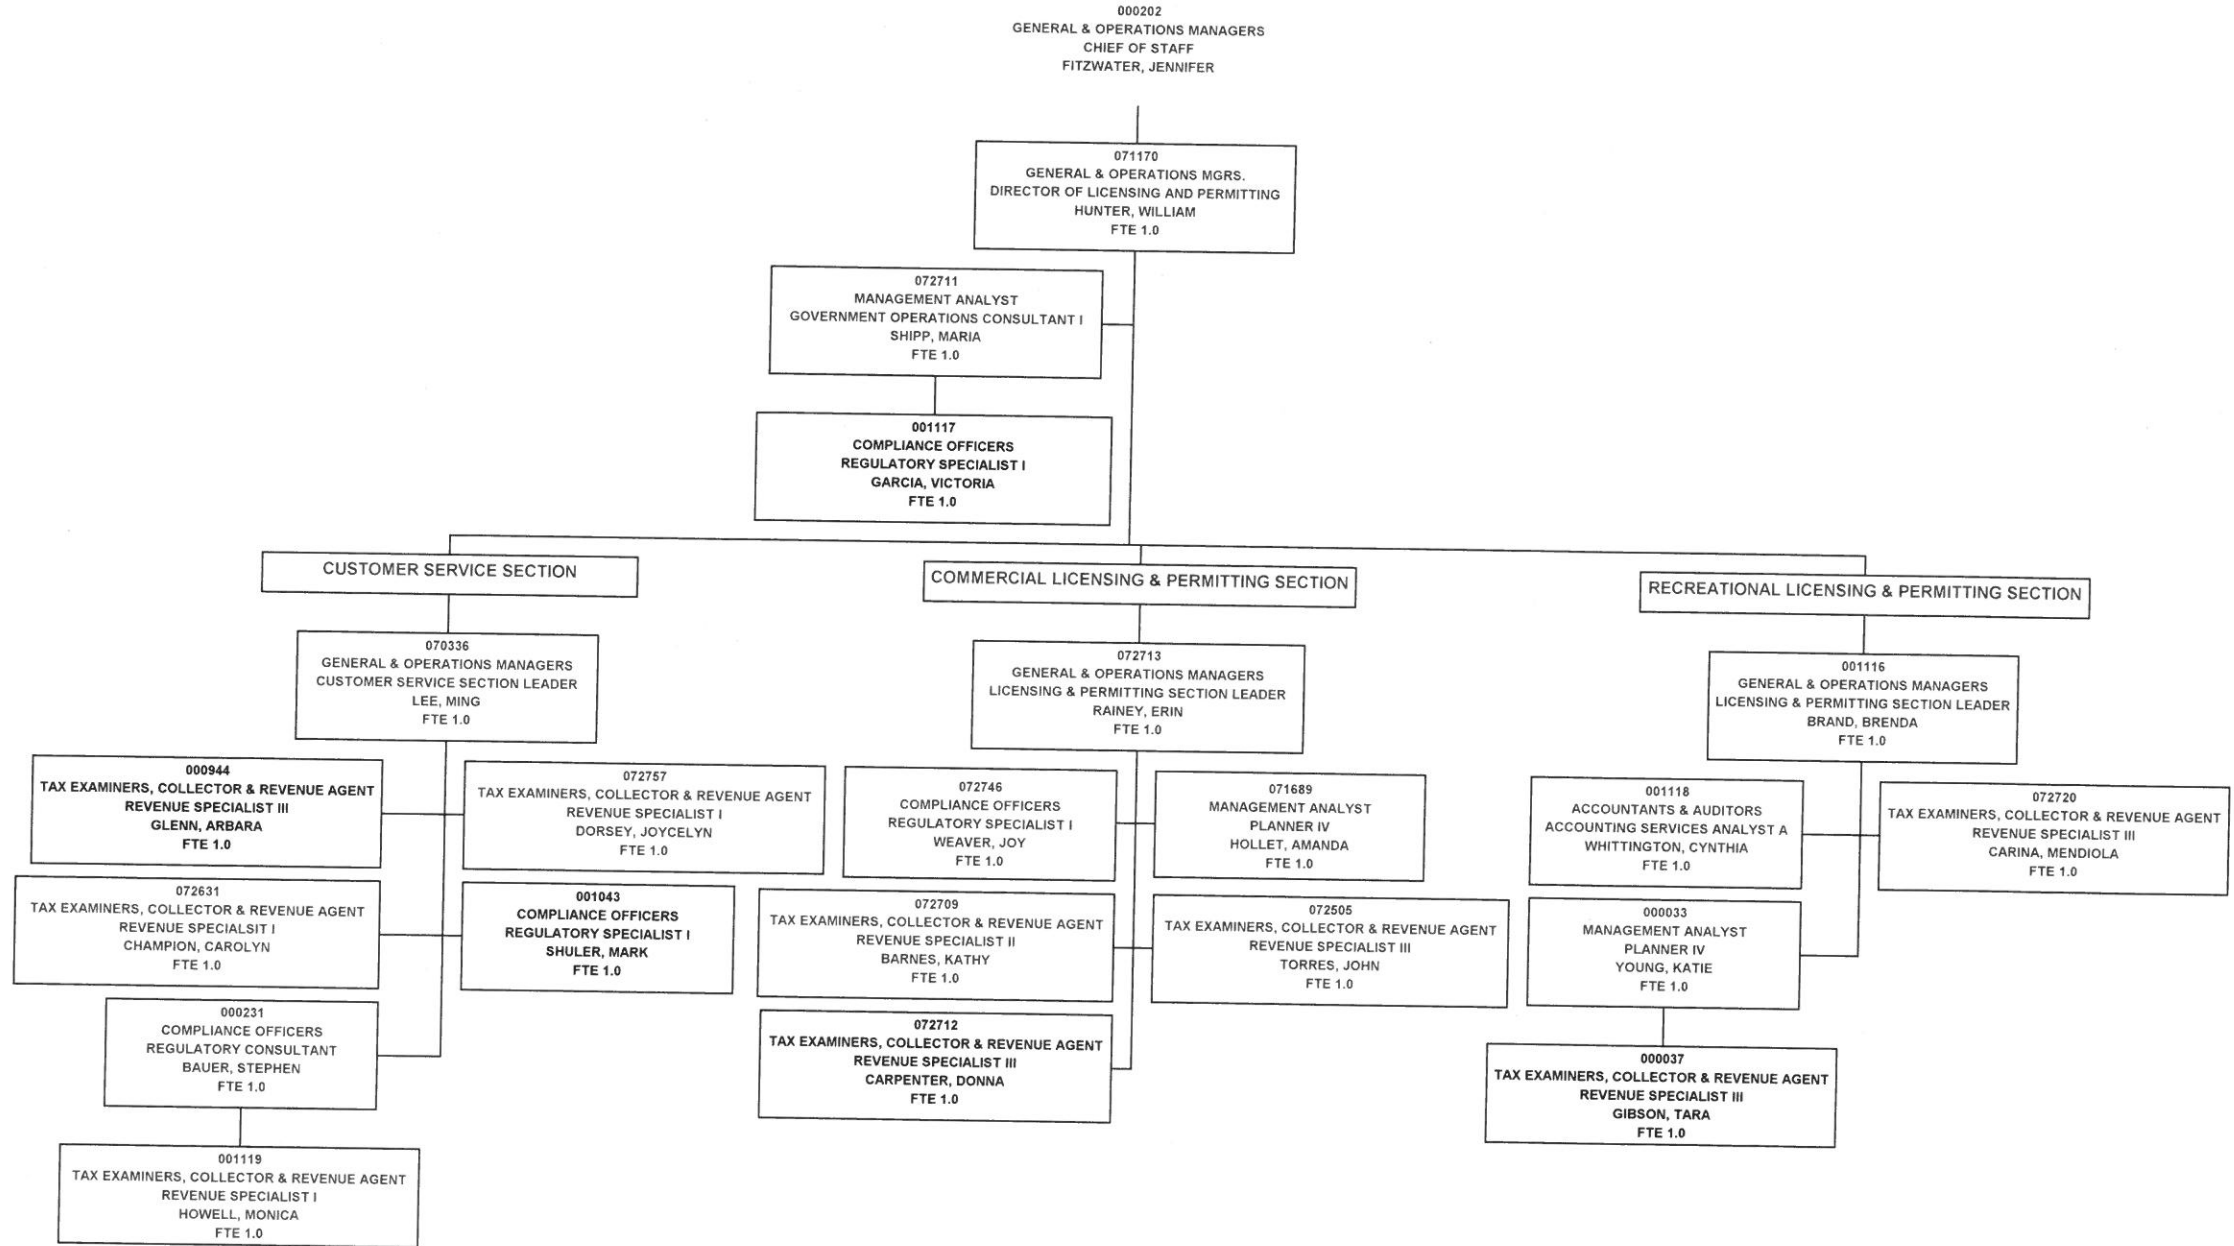 000202
GENERAL & OPERATIONS MANAGERS
CHIEF OF STAFF
FITZWATER, JENNIFER
071170
GENERAL & OPERATIONS MGRS.
DIRECTOR OF LICENSING AND PERMITTING
HUNTER, WILLIAM
FTE 1.0
072711
MANAGEMENT ANALYST
GOVERNMENT OPERATIONS CONSULTANT I
SHIPP, MARIA
FTE 1.0
001117
COMPLIANCE OFFICERS
REGULATORY SPECIALIST I
GARCIA, VICTORIA
FTE 1.0
CUSTOMER SERVICE SECTION
070336
GENERAL & OPERATIONS MANAGERS
CUSTOMER SERVICE SECTION LEADER
LEE, MING
FTE 1.0
000944
TAX EXAMINERS, COLLECTOR & REVENUE AGENT
REVENUE SPECIALIST III
GLENN, ARBARA
FTE 1.0
072757
TAX EXAMINERS, COLLECTOR & REVENUE AGENT
REVENUE SPECIALIST I
DORSEY, JOYCELYN
FTE 1.0
072631
TAX EXAMINERS, COLLECTOR & REVENUE AGENT
REVENUE SPECIALSIT I
CHAMPION, CAROLYN
FTE 1.0
001043
COMPLIANCE OFFICERS
REGULATORY SPECIALIST I
SHULER, MARK
FTE 1.0
000231
COMPLIANCE OFFICERS
REGULATORY CONSULTANT
BAUER, STEPHEN
FTE 1.0
001119
TAX EXAMINERS, COLLECTOR & REVENUE AGENT
REVENUE SPECIALIST I
HOWELL, MONICA
FTE 1.0
COMMERCIAL LICENSING & PERMITTING SECTION
072713
GENERAL & OPERATIONS MANAGERS
LICENSING & PERMITTING SECTION LEADER
RAINEY, ERIN
FTE 1.0
072746
COMPLIANCE OFFICERS
REGULATORY SPECIALIST I
WEAVER, JOY
FTE 1.0
071689
MANAGEMENT ANALYST
PLANNER IV
HOLLET, AMANDA
FTE 1.0
072709
TAX EXAMINERS, COLLECTOR & REVENUE AGENT
REVENUE SPECIALIST II
BARNES, KATHY
FTE 1.0
072505
TAX EXAMINERS, COLLECTOR & REVENUE AGENT
REVENUE SPECIALIST III
TORRES, JOHN
FTE 1.0
072712
TAX EXAMINERS, COLLECTOR & REVENUE AGENT
REVENUE SPECIALIST III
CARPENTER, DONNA
FTE 1.0
RECREATIONAL LICENSING & PERMITTING SECTION
001116
GENERAL & OPERATIONS MANAGERS
LICENSING & PERMITTING SECTION LEADER
BRAND, BRENDA
FTE 1.0
001118
ACCOUNTANTS & AUDITORS
ACCOUNTING SERVICES ANALYST A
WHITTINGTON, CYNTHIA
FTE 1.0
072720
TAX EXAMINERS, COLLECTOR & REVENUE AGENT
REVENUE SPECIALIST III
CARINA, MENDIOLA
FTE 1.0
000033
MANAGEMENT ANALYST
PLANNER IV
YOUNG, KATIE
FTE 1.0
000037
TAX EXAMINERS, COLLECTOR & REVENUE AGENT
REVENUE SPECIALIST III
GIBSON, TARA
FTE 1.0